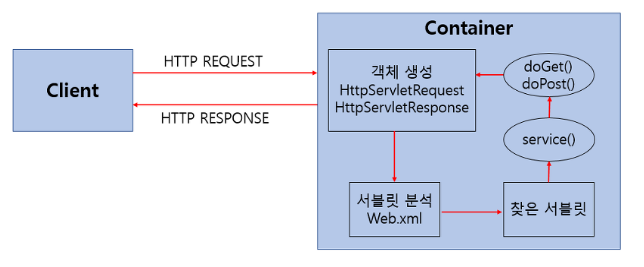 Container
Client
HTTP REQUEST
HTTP RESPONSE
객체 생성
HttpServletRequest
HttpServletResponse
doGet()
doPost()
service()
서블릿 분석
Web.xml
찾은 서블릿